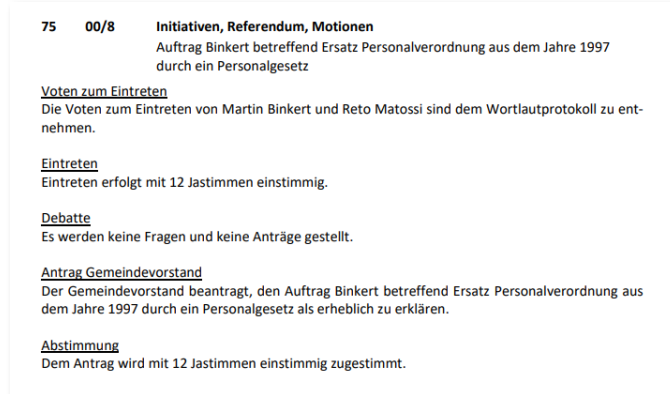 75 00/8 Initiativen, Referendum, Motionen
Auftrag Binkert betreffend Ersatz Personalverordnung aus dem Jahre 1997
durch ein Personalgesetz
Voten zum Eintreten
Die Voten zum Eintreten von Martin Binkert und Reto Matossi sind dem Wortlautprotokoll zu ent-
nehmen.
Eintreten
Eintreten erfolgt mit 12 Jastimmen einstimmig.
Debatte
Es werden keine Fragen und keine Anträge gestellt.
Antrag Gemeindevorstand
Der Gemeindevorstand beantragt, den Auftrag Binkert betreffend Ersatz Personalverordnung aus
dem Jahre 1997 durch ein Personalgesetz als erheblich zu erklären.
Abstimmung
Dem Antrag wird mit 12 Jastimmen einstimmig zugestimmt.